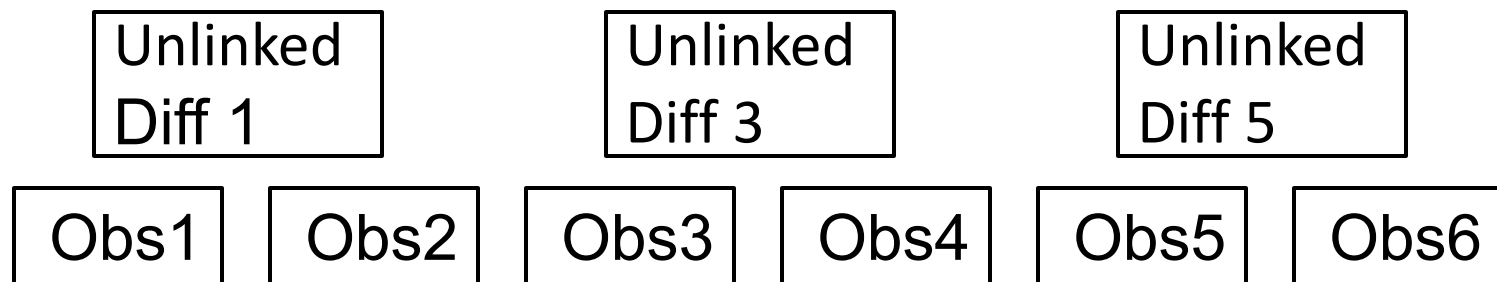 Unlinked
Diff 1
Unlinked
Diff 3
Unlinked
Diff 5
Obs1 Obs2 Obs3 Obs4 Obs5 Obs6